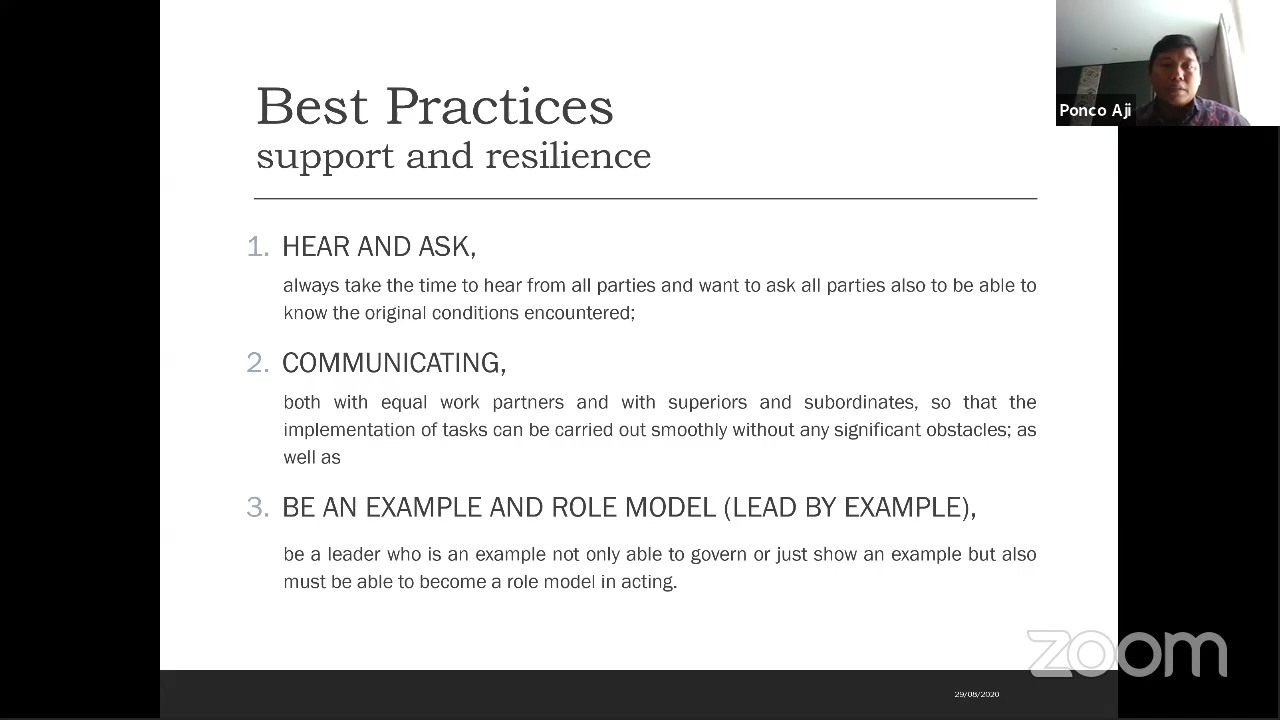 Best Practices
support and resilience
Ponco Aji
1. HEAR AND ASK,
always take the time to hear from all parties and want to ask all parties also to be able to
know the original conditions encountered;
2. COMMUNICATING,
both with equal work partners and with superiors and subordinates, so that the
implementation of tasks can be carried out smoothly without any significant obstacles; as
well as
3. BE AN EXAMPLE AND ROLE MODEL (LEAD BY EXAMPLE),
be a leader who is an example not only able to govern or just show an example but also
must be able to become a role model in acting.
zoom
29/08/2020